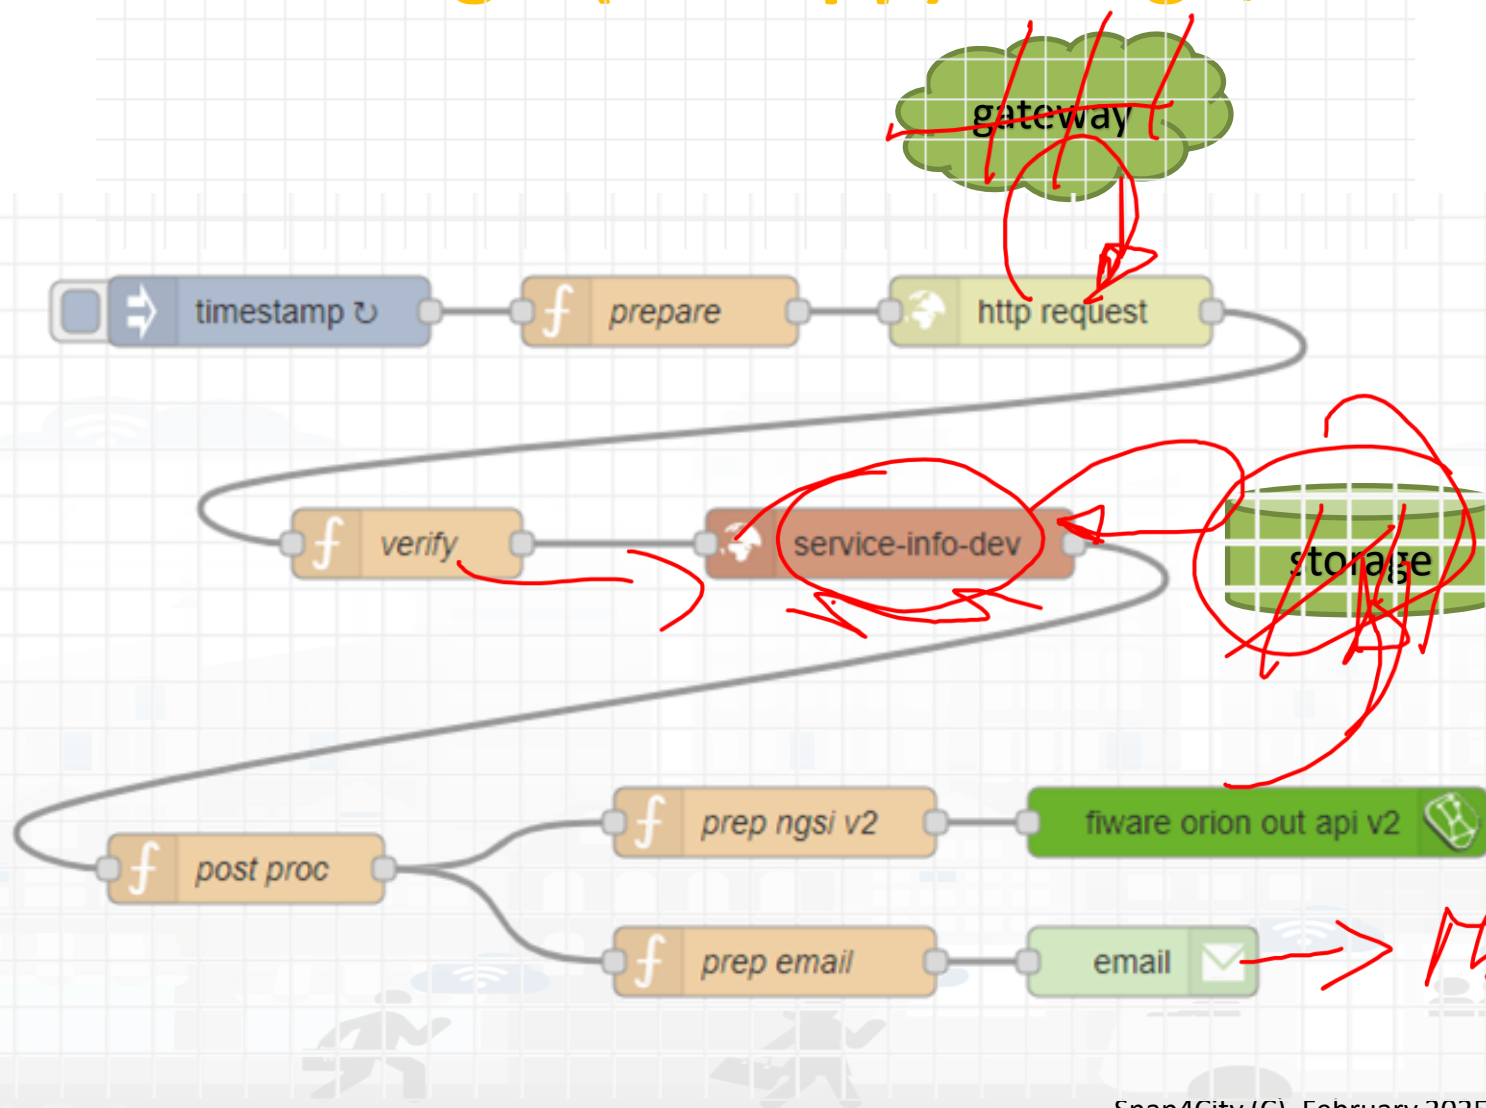 gateway
timestamp ↻
prepare
http request
verify
service-info-dev
storage
prep ngsi v2
fiware orion out api v2
post proc
prep email
email